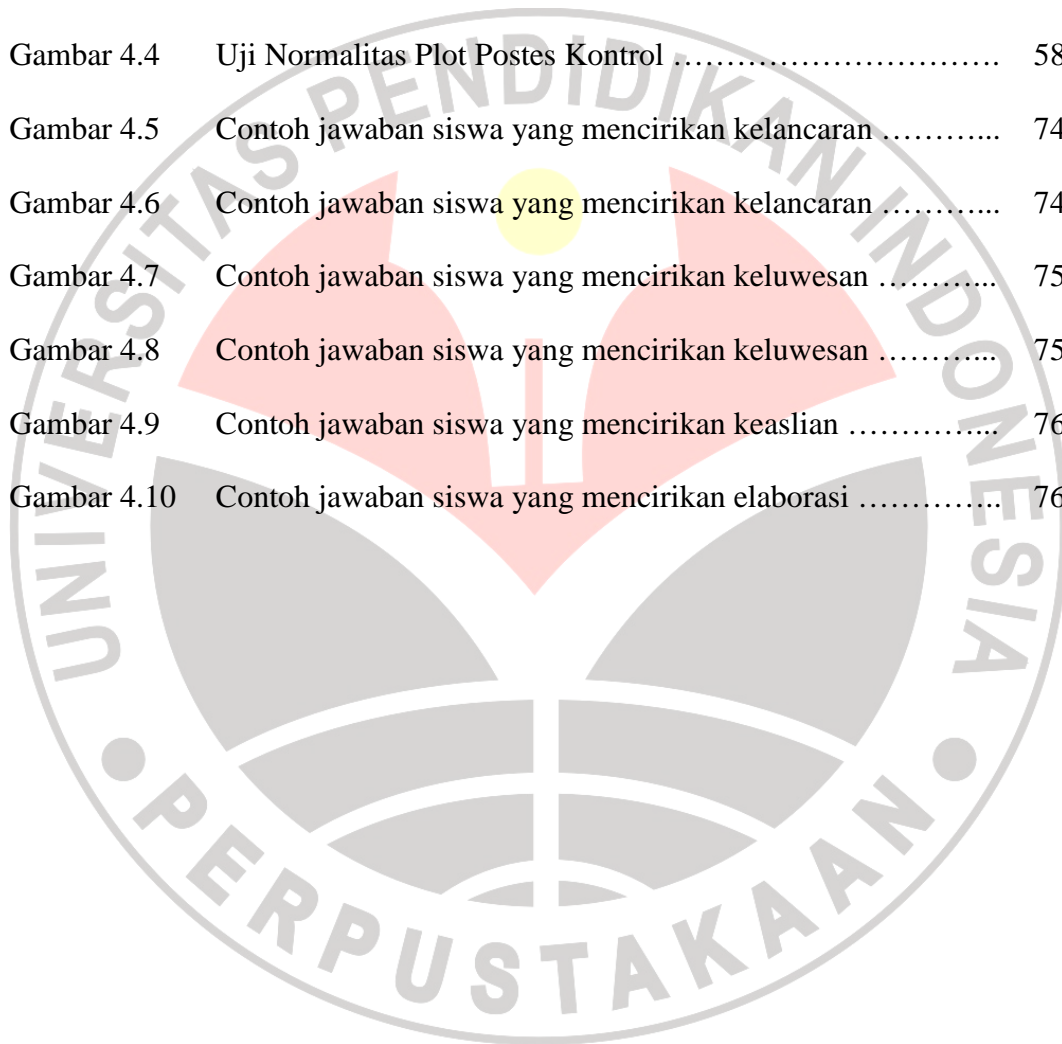 Gambar 4.4 Uji Normalitas Plot Postes Kontrol ……….…………………. 58
Gambar 4.5 Contoh jawaban siswa yang mencirikan kelancaran ………... 74
Gambar 4.6 Contoh jawaban siswa yang mencirikan kelancaran ………... 74
Gambar 4.7 Contoh jawaban siswa yang mencirikan keluwesan ………... 75
Gambar 4.8 Contoh jawaban siswa yang mencirikan keluwesan ………... 75
Gambar 4.9 Contoh jawaban siswa yang mencirikan keaslian …………... 76
Gambar 4.10 Contoh jawaban siswa yang mencirikan elaborasi ………….. 76
UNIVERSITAS PENDIDIKAN INDONESIA
PERPUSTAKAAN